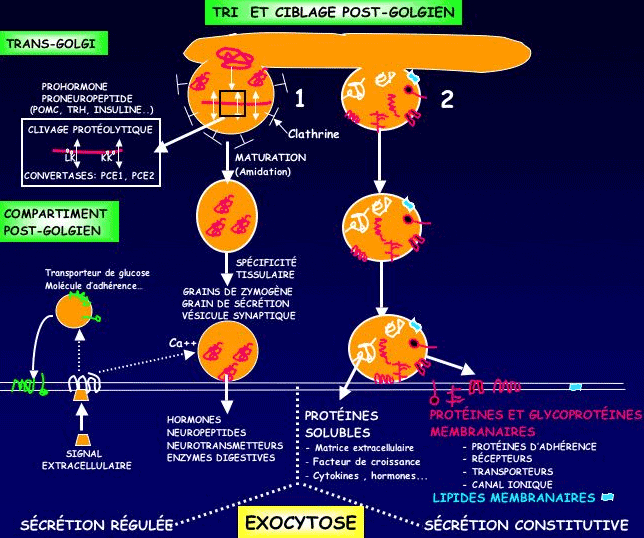 TRI ET CIBLAGE POST-GOLGIEN
TRANS-GOLGI
PROHORMONE
PRONEUROPEPTIDE
(POMC, TRH, INSULINE..)
1
2
CLIVAGE PROTÉOLYTIQUE
LK
KK
CONVERTASES: PCE1, PCE2
Clathrine
MATURATION
(Amidation)
COMPARTIMENT
POST-GOLGIEN
SPÉCIFICITÉ
TISSULAIRE
Transporteur de glucose
Molécule d'adhérence...
GRAINS DE ZYMOGÈNE
GRAIN DE SÉCRÉTION
VÉSICULE SYNAPTIQUE
Ca++
SIGNAL
EXTRACELLULAIRE
HORMONES
NEUROPEPTIDES
NEUROTRANSMETTEURS
ENZYMES DIGESTIVES
PROTÉINES
SOLUBLES
- Matrice extracellulaire
- Facteur de croissance
- Cytokines , hormones...
PROTÉINES ET GLYCOPROTÉINES
MEMBRANAIRES
- PROTÉINES D'ADHÉRENCE
- RÉCEPTEURS
- TRANSPORTEURS
- CANAL IONIQUE
LIPIDES MEMBRANAIRES
SÉCRÉTION RÉGULÉE
EXOCYTOSE
SÉCRÉTION CONSTITUTIVE